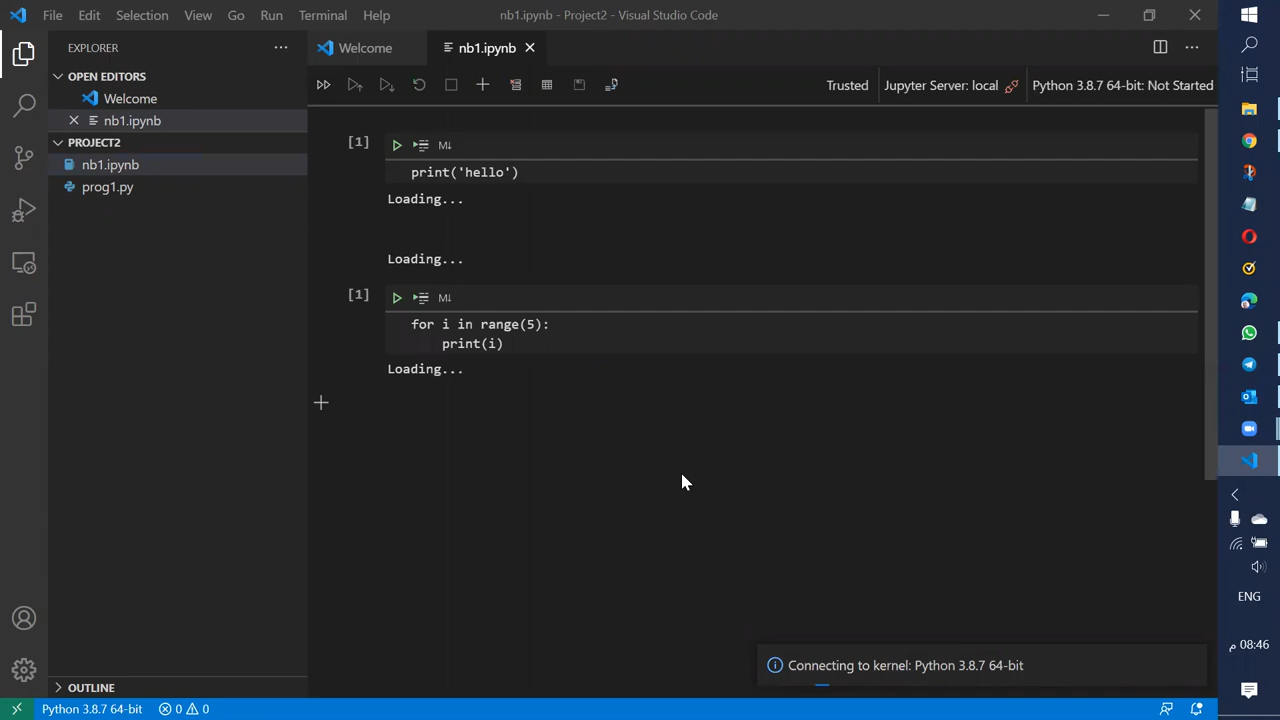 File Edit Selection View Go Run Terminal Help
nb1.ipynb - Project2 - Visual Studio Code
EXPLORER
OPEN EDITORS
Welcome
nb1.ipynb
PROJECT2
nb1.ipynb
prog1.py
OUTLINE
Welcome
nb1.ipynb
Trusted
Jupyter Server: local
Python 3.8.7 64-bit: Not Started
[1]
M↓
print('hello')
Loading...
Loading...
[1]
M↓
for i in range(5):
print(i)
Loading...
Connecting to kernel: Python 3.8.7 64-bit
Python 3.8.7 64-bit
0
0
ENG
08:46 م